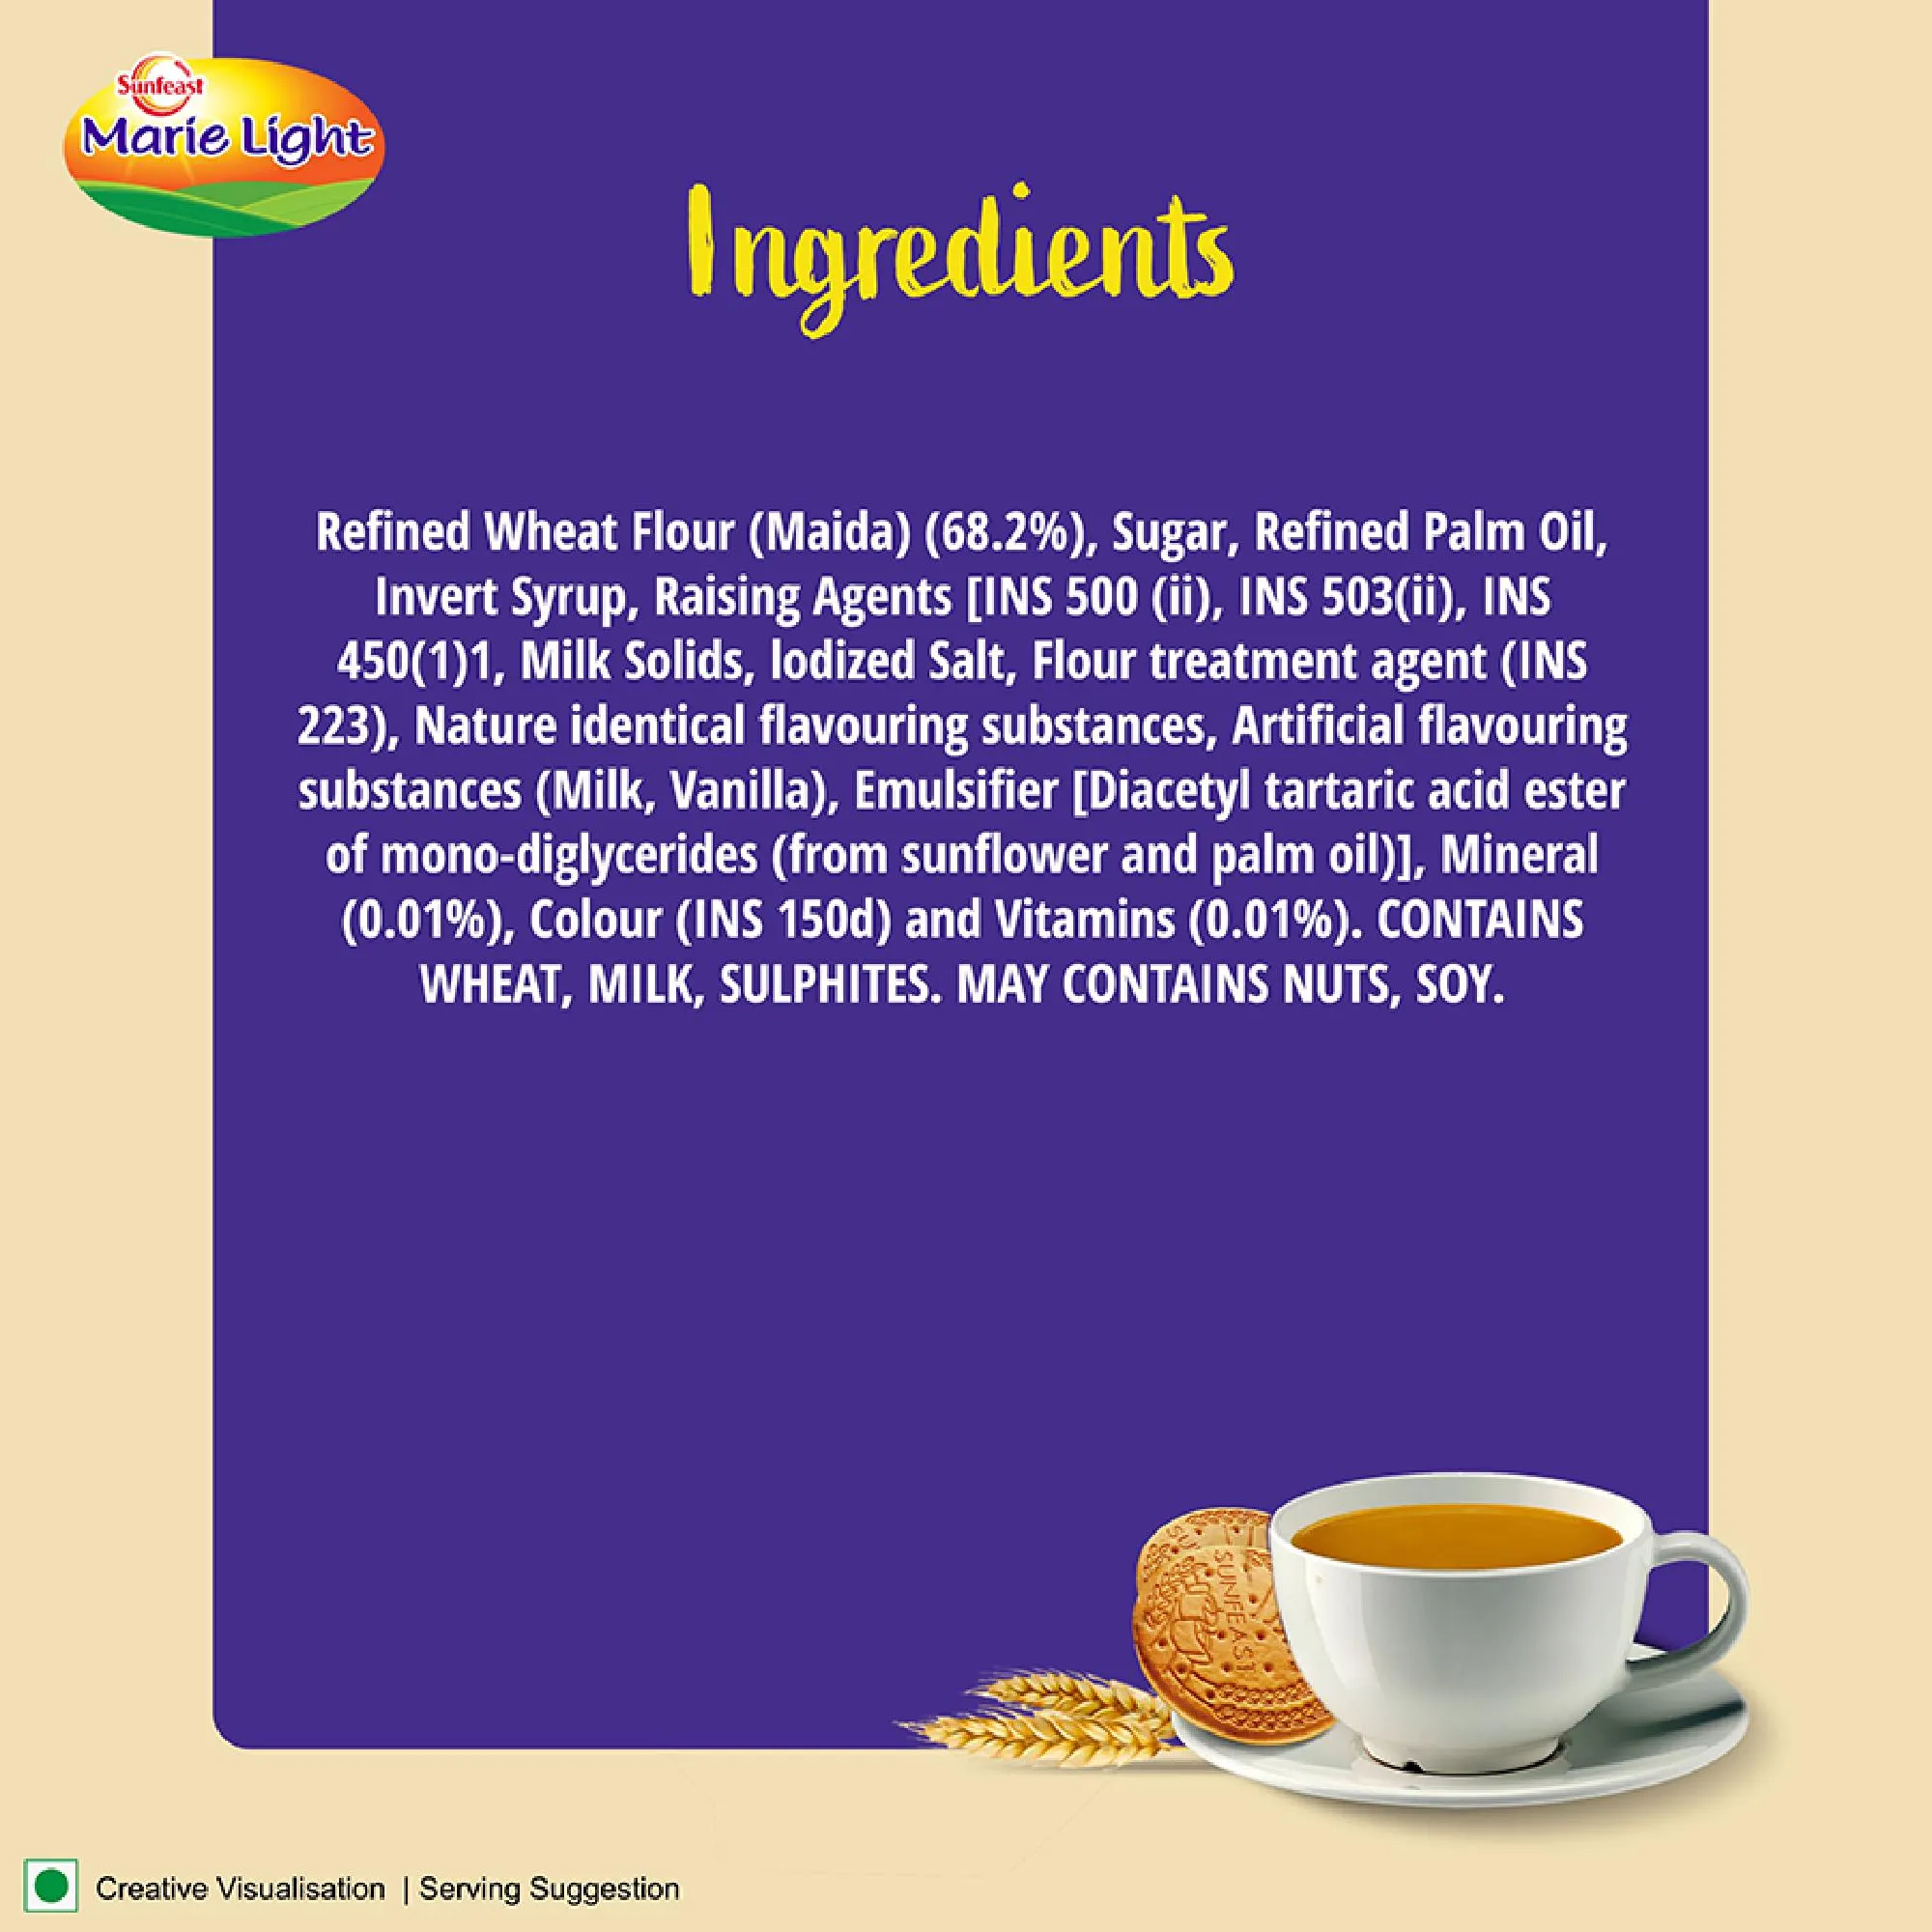 Sunfeast
Marie Light
Ingredients
Refined Wheat Flour (Maida) (68.2%), Sugar, Refined Palm Oil,
Invert Syrup, Raising Agents [INS 500 (ii), INS 503(ii), INS
450(1)1, Milk Solids, lodized Salt, Flour treatment agent (INS
223), Nature identical flavouring substances, Artificial flavouring
substances (Milk, Vanilla), Emulsifier [Diacetyl tartaric acid ester
of mono-diglycerides (from sunflower and palm oil)], Mineral
(0.01%), Colour (INS 150d) and Vitamins (0.01%). CONTAINS
WHEAT, MILK, SULPHITES. MAY CONTAINS NUTS, SOY.
SUNFEAST
Creative Visualisation | Serving Suggestion